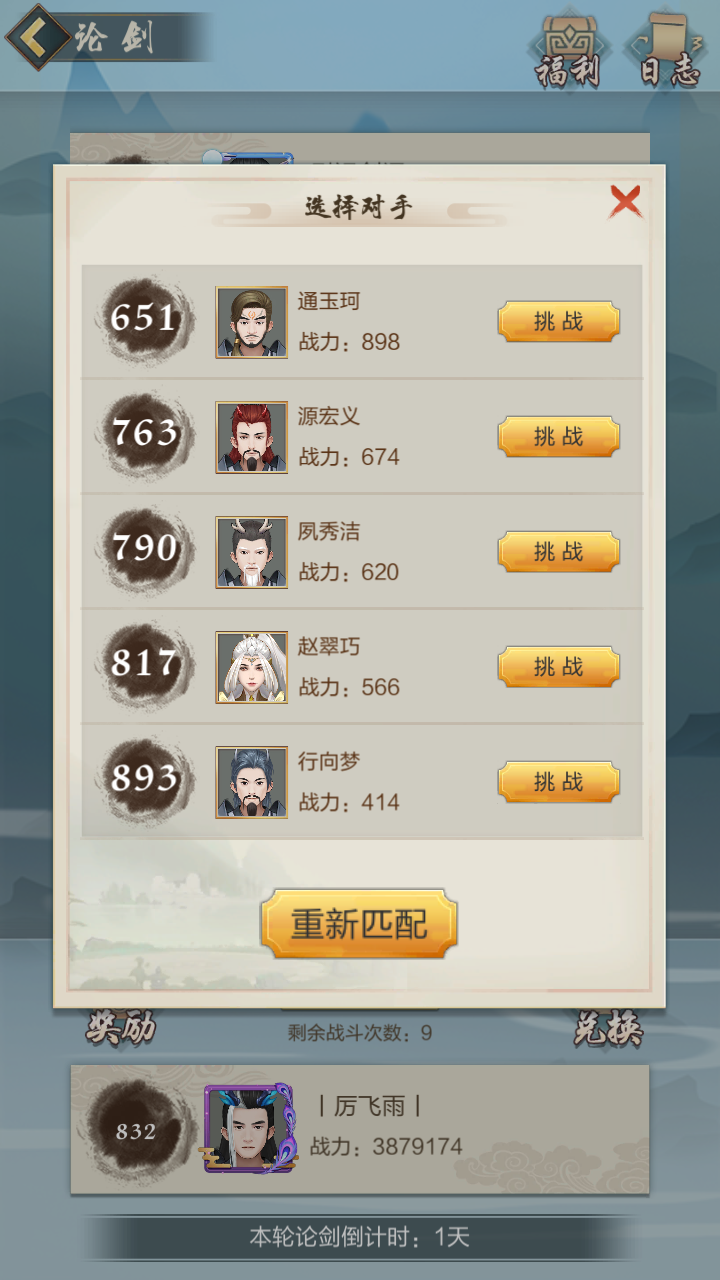 论剑
福利
日志
选择对手
651
通玉珂
战力：898
挑战
763
源宏义
战力：674
挑战
790
夙秀洁
战力：620
挑战
817
赵翠巧
战力：566
挑战
893
行向梦
战力：414
挑战
重新匹配
奖励
剩余战斗次数：9
兑换
832
丨厉飞雨丨
战力：3879174
本轮论剑倒计时：1天